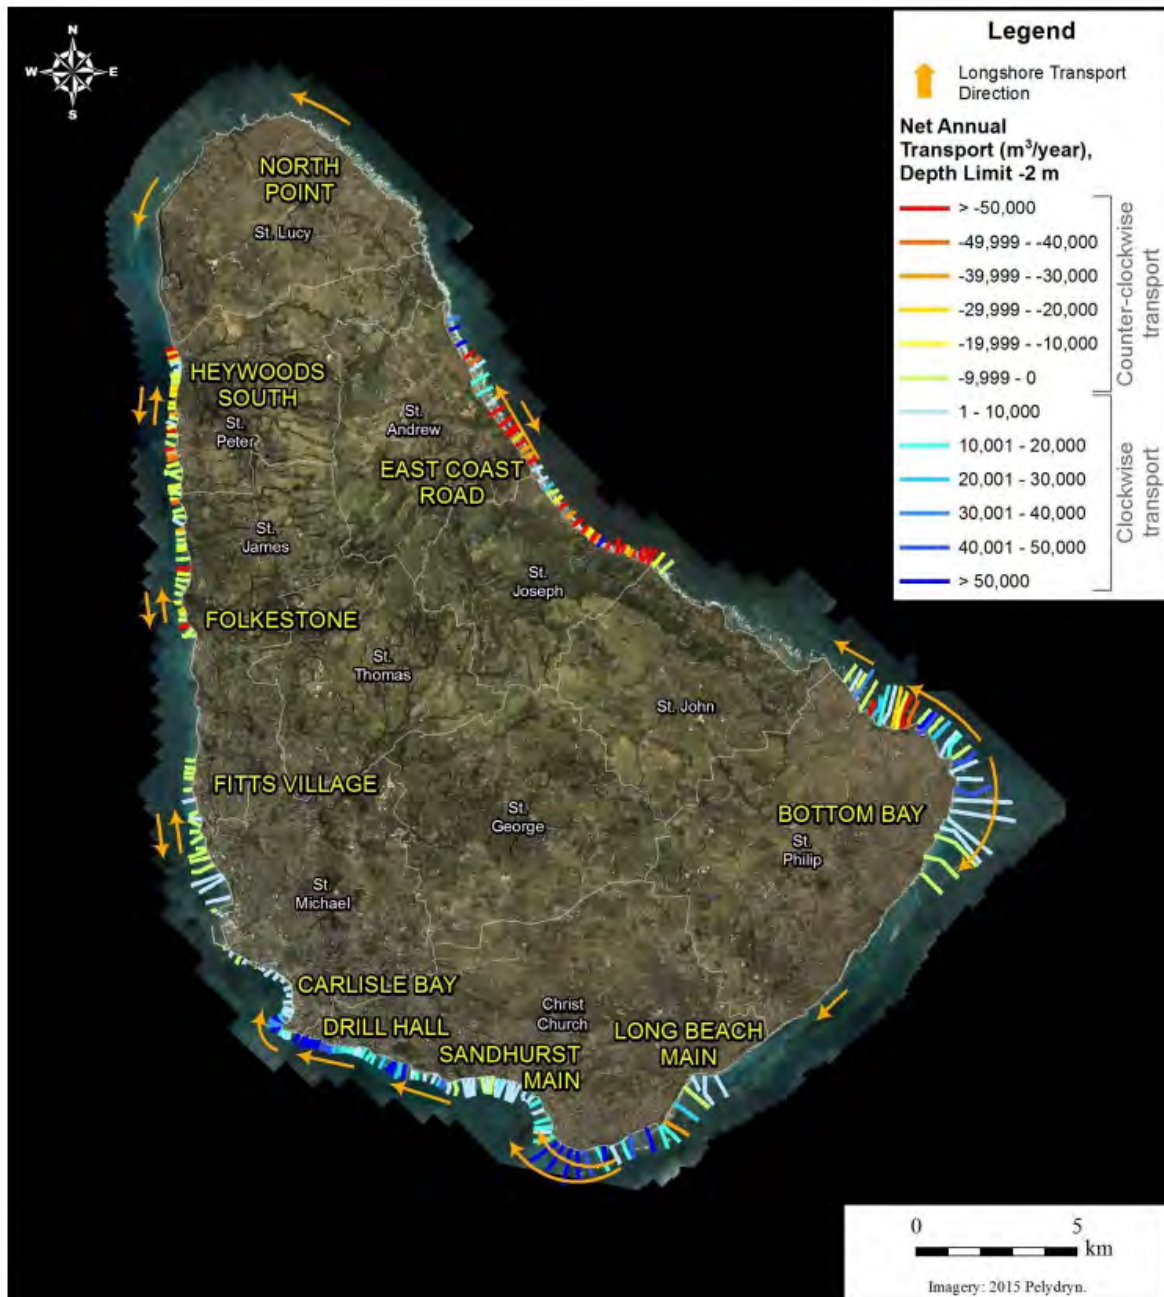 N
W E
S
NORTH
POINT
St. Lucy
HEYWOODS
SOUTH
St.
Peter
St.
Andrew
EAST COAST
ROAD
St.
James
St.
Joseph
FOLKESTONE
St.
Thomas
St. John
FITTS VILLAGE
St.
George
BOTTOM BAY
St.
Philip
St.
Michael
CARLISLE BAY
DRILL HALL
Christ
Church
SANDHURST
MAIN
LONG BEACH
MAIN
Legend
Longshore Transport
Direction
Net Annual
Transport (m³/year),
Depth Limit -2 m
> -50,000
-49,999 - -40,000
-39,999 - -30,000
-29,999 - -20,000
-19,999 - -10,000
-9,999 - 0
Counter-clockwise
transport
1 - 10,000
10,001 - 20,000
20,001 - 30,000
30,001 - 40,000
40,001 - 50,000
> 50,000
Clockwise
transport
0 5
km
Imagery: 2015 Pelydryn.